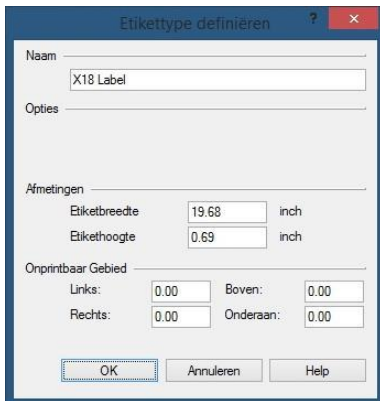 Etikettype definiëren ? ×
Naam
X18 Label
Opties
Afmetingen
Etiketbreedte 19.68 inch
Etikethoogte 0.69 inch
Onprintbaar Gebied
Links: 0.00 Boven: 0.00
Rechts: 0.00 Onderaan: 0.00
OK Annuleren Help